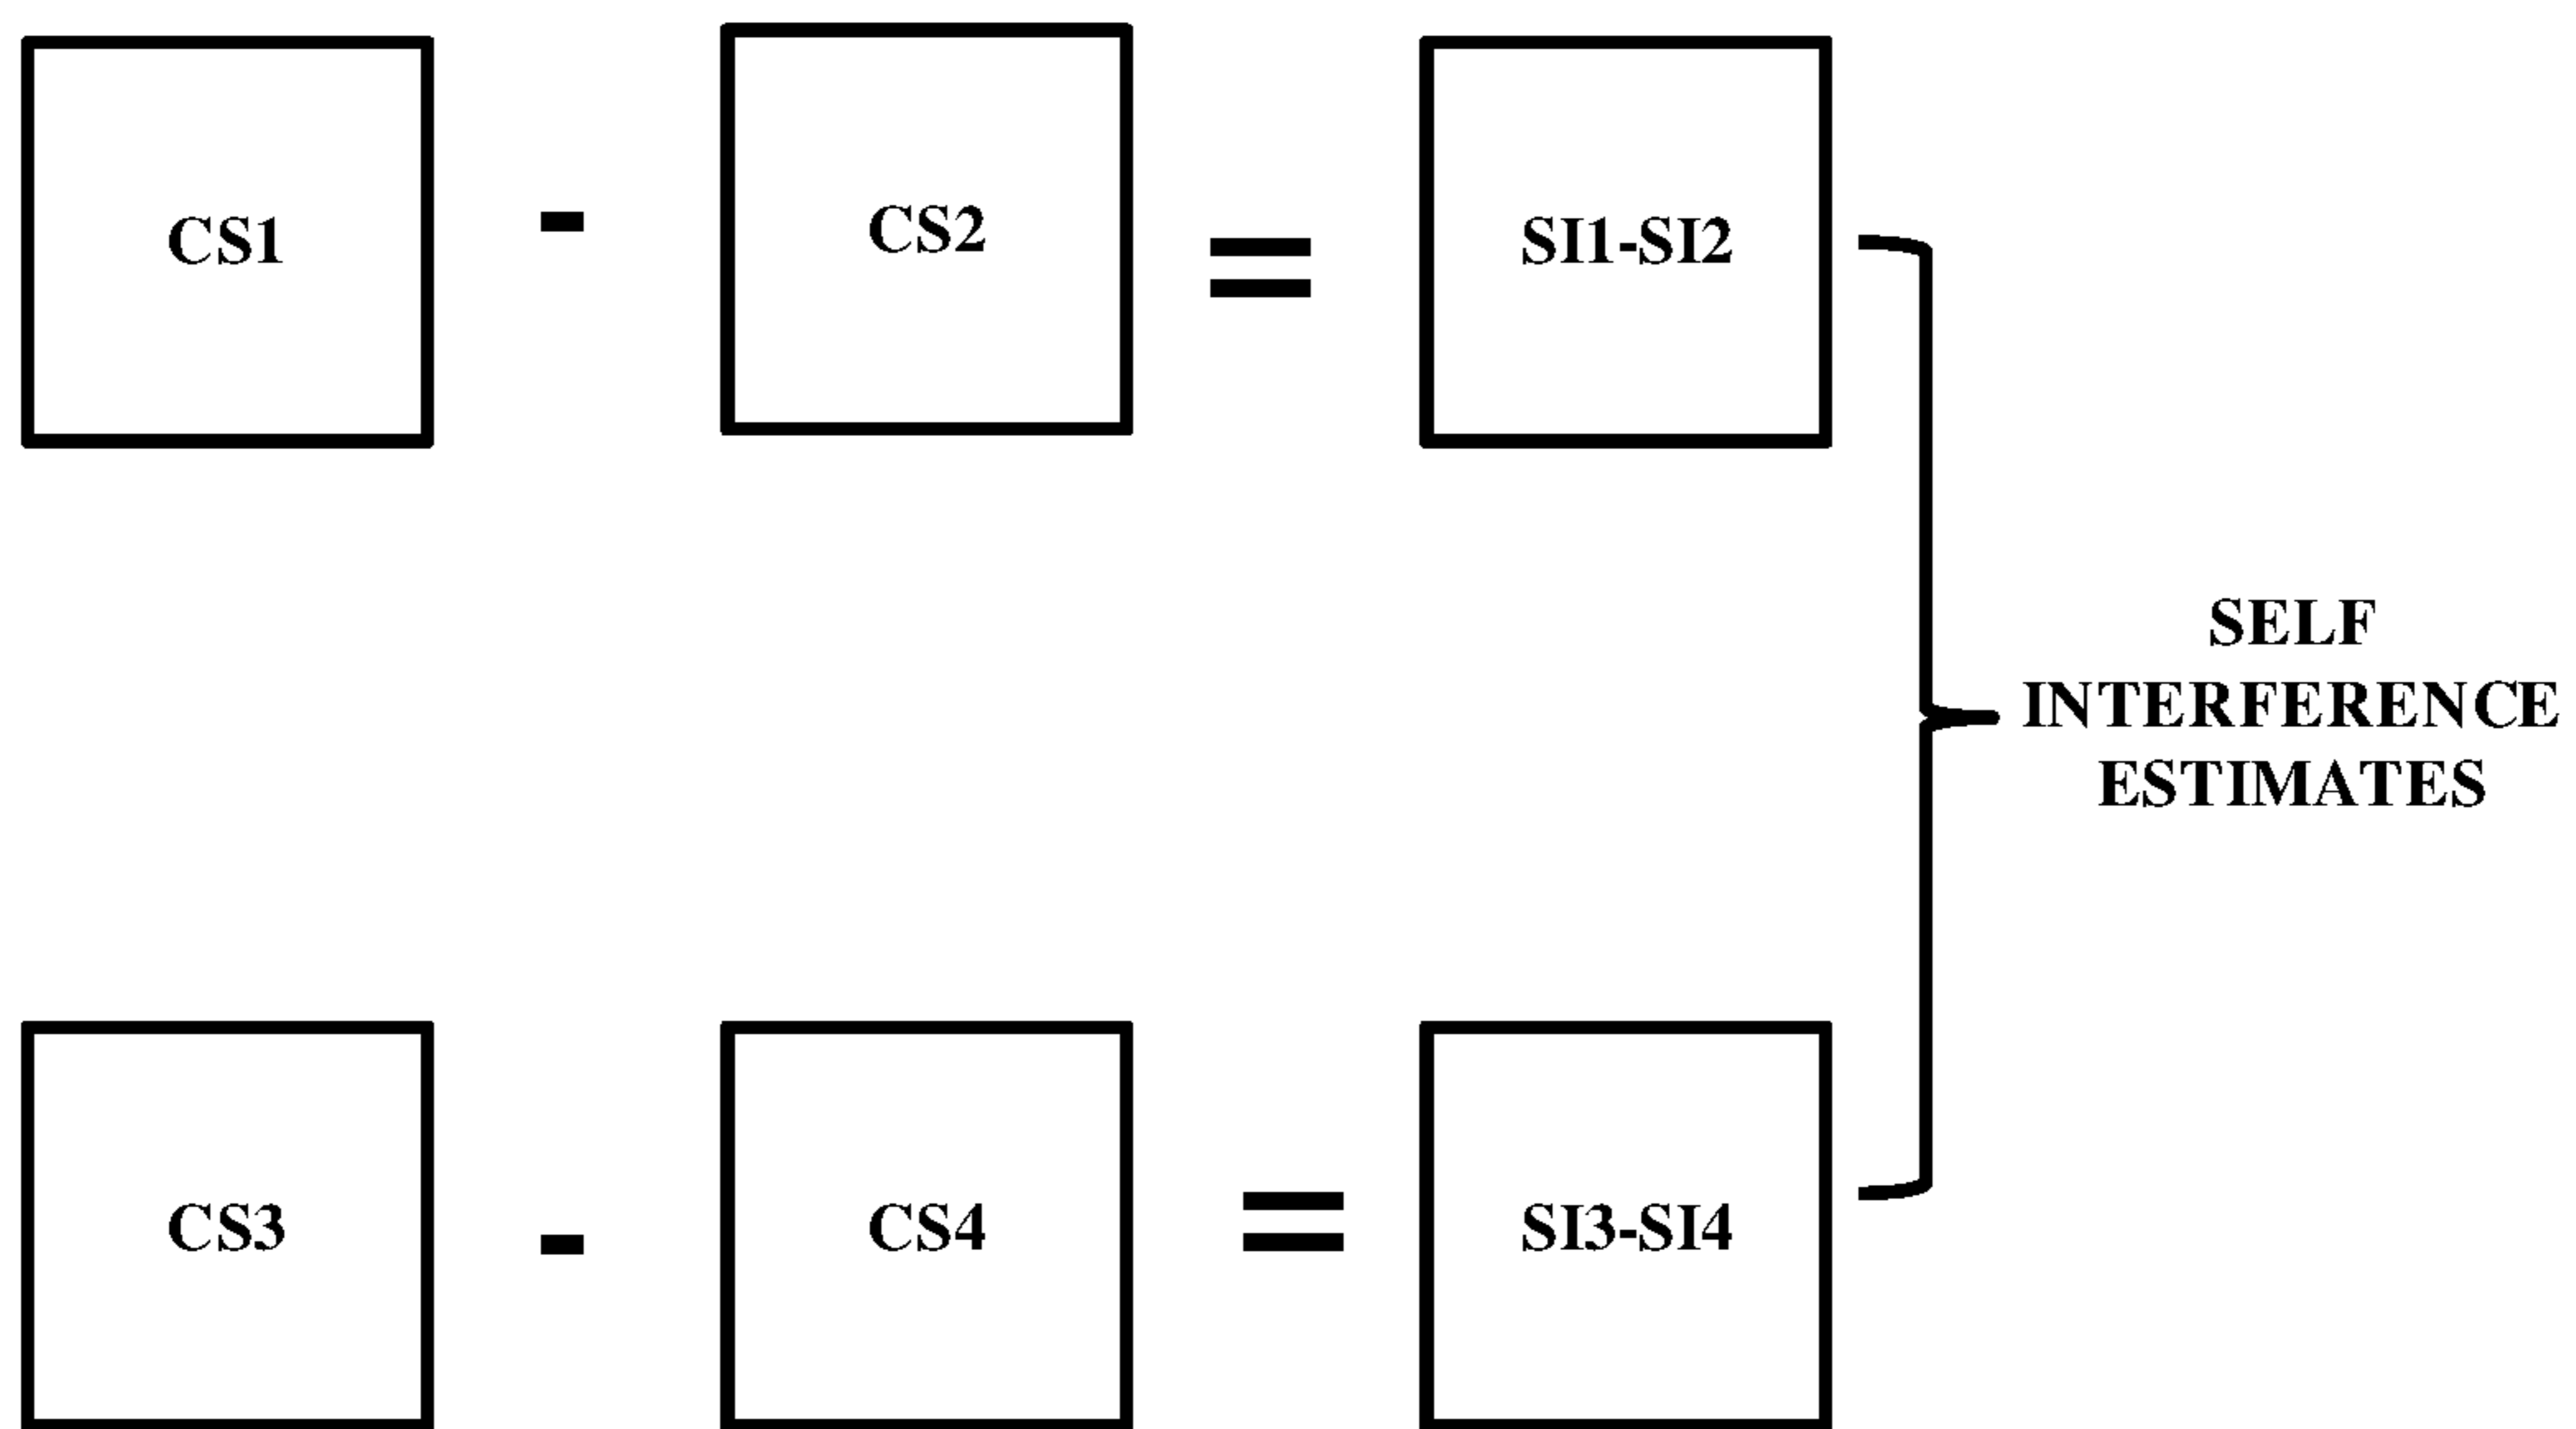 CS1 - CS2 = SI1-SI2
SELF
INTERFERENCE
ESTIMATES
CS3 - CS4 = SI3-SI4